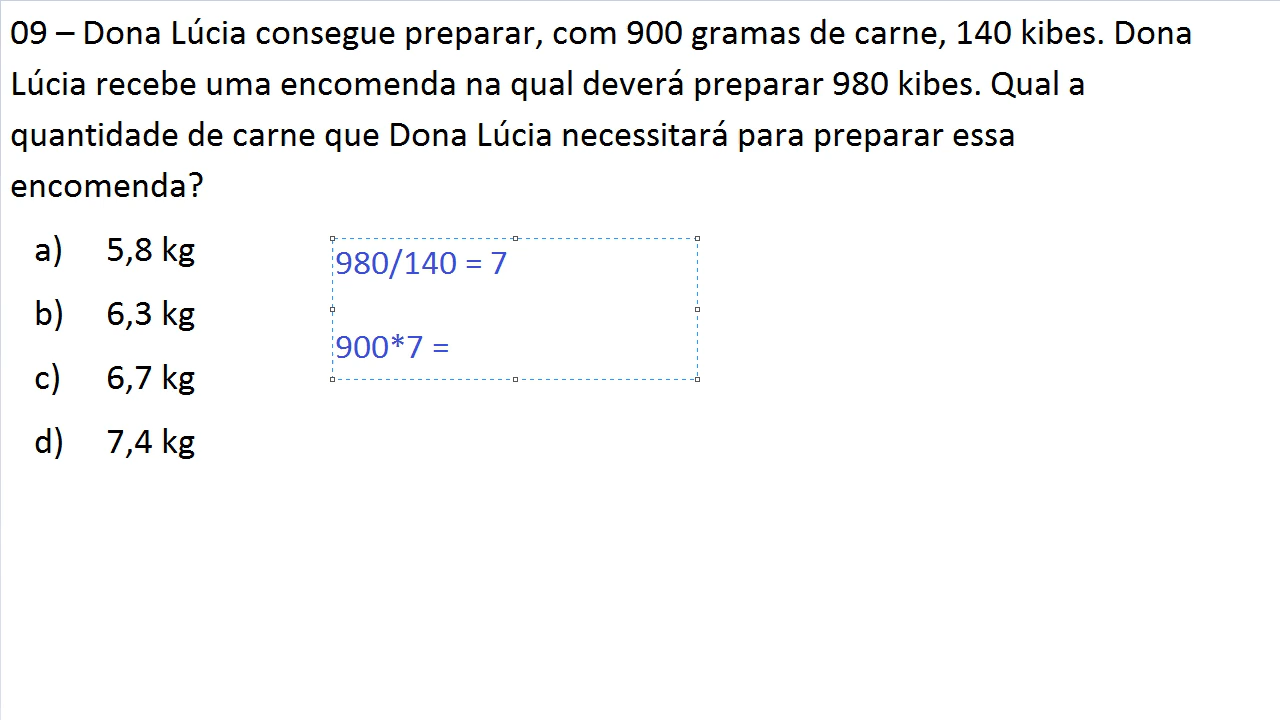 09 – Dona Lúcia consegue preparar, com 900 gramas de carne, 140 kibes. Dona
Lúcia recebe uma encomenda na qual deverá preparar 980 kibes. Qual a
quantidade de carne que Dona Lúcia necessitará para preparar essa
encomenda?
a) 5,8 kg
b) 6,3 kg
c) 6,7 kg
d) 7,4 kg
980/140 = 7
900*7 =